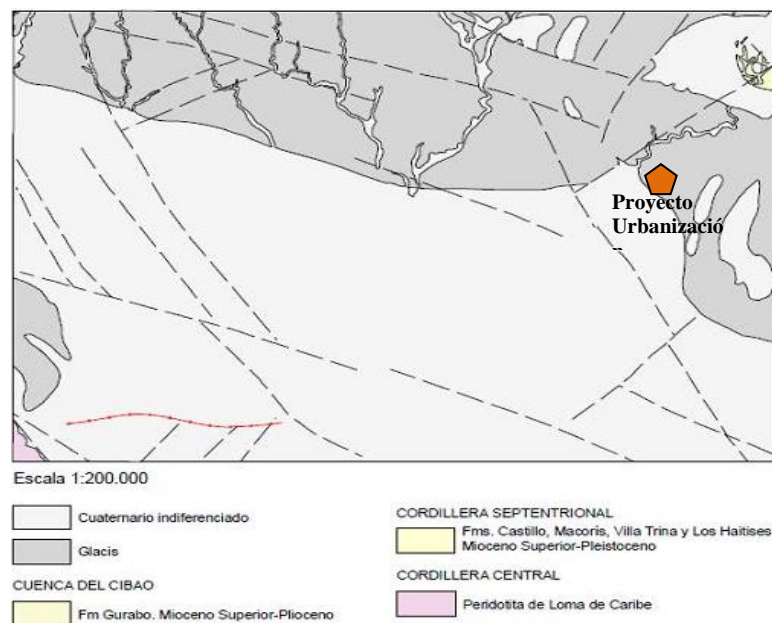 Proyecto
Urbanizació
Escala 1:200.000
Cuaternario indiferenciado
Glacis
CUENCA DEL CIBAO
Fm Gurabo. Mioceno Superior-Plioceno
CORDILLERA SEPTENTRIONAL
Fms. Castillo, Macorís, Villa Trina y Los Haitises
Mioceno Superior-Pleistoceno
CORDILLERA CENTRAL
Peridotita de Loma de Caribe